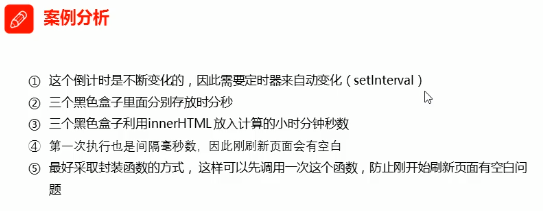 案例分析
① 这个倒计时是不断变化的，因此需要定时器来自动变化（setInterval）
② 三个黑色盒子里面分别存放时分秒
③ 三个黑色盒子利用innerHTML 放入计算的小时分钟秒数
④ 第一次执行也是间隔毫秒数，因此刚刷新页面会有空白
⑤ 最好采取封装函数的方式，这样可以先调用一次这个函数，防止刚开始刷新页面有空白问
题